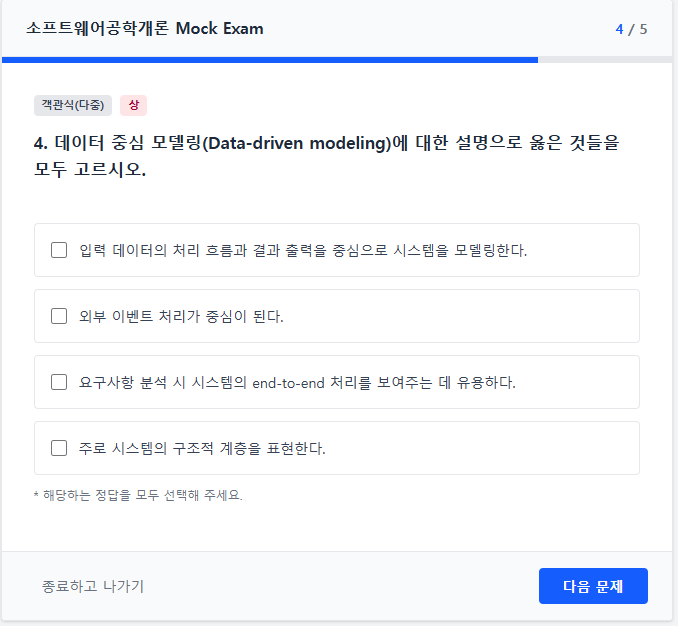 소프트웨어공학개론 Mock Exam
4 / 5
객관식(다중) 상
4. 데이터 중심 모델링(Data-driven modeling)에 대한 설명으로 옳은 것들을
모두 고르시오.
입력 데이터의 처리 흐름과 결과 출력을 중심으로 시스템을 모델링한다.
외부 이벤트 처리가 중심이 된다.
요구사항 분석 시 시스템의 end-to-end 처리를 보여주는 데 유용하다.
주로 시스템의 구조적 계층을 표현한다.
* 해당하는 정답을 모두 선택해 주세요.
종료하고 나가기
다음 문제